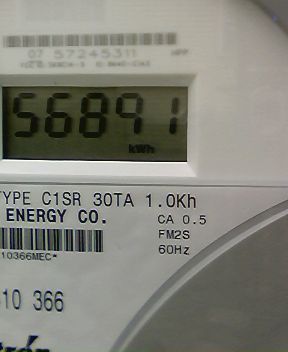 07 57245311
56891
kWh
TYPE C1SR 30TA 1.0Kh
ENERGY CO.
CA 0.5
FM2S
60Hz
10366MEC*
10 366